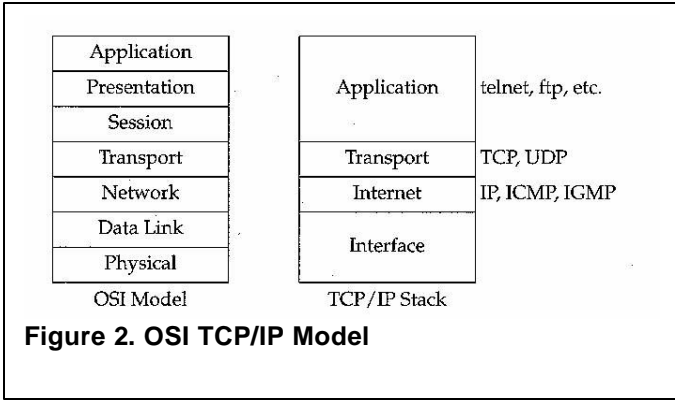 Application
Presentation
Session
Transport
Network
Data Link
Physical
OSI Model
Application
Transport
Internet
Interface
TCP/IP Stack
telnet, ftp, etc.
TCP, UDP
IP, ICMP, IGMP
Figure 2. OSI TCP/IP Model